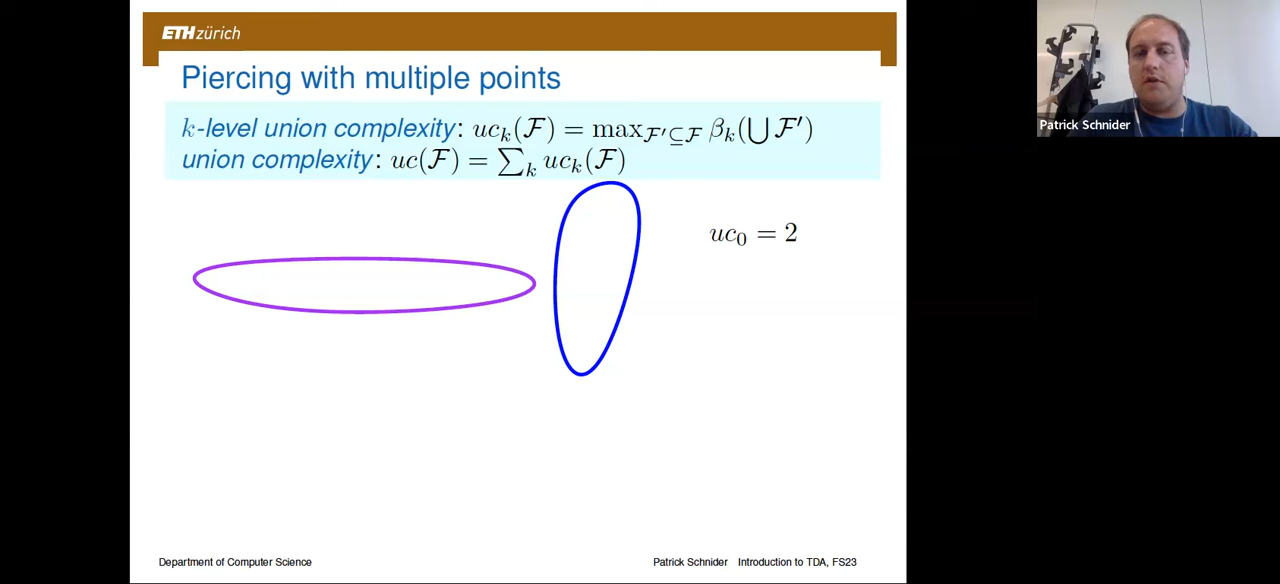 ETH zürich
Piercing with multiple points
k-level union complexity: uc_k(𝓕) = max_{𝓕′⊆𝓕} β_k(⋃ 𝓕′)
union complexity: uc(𝓕) = ∑_k uc_k(𝓕)
uc₀ = 2
Department of Computer Science
Patrick Schnider Introduction to TDA, FS23
Patrick Schnider